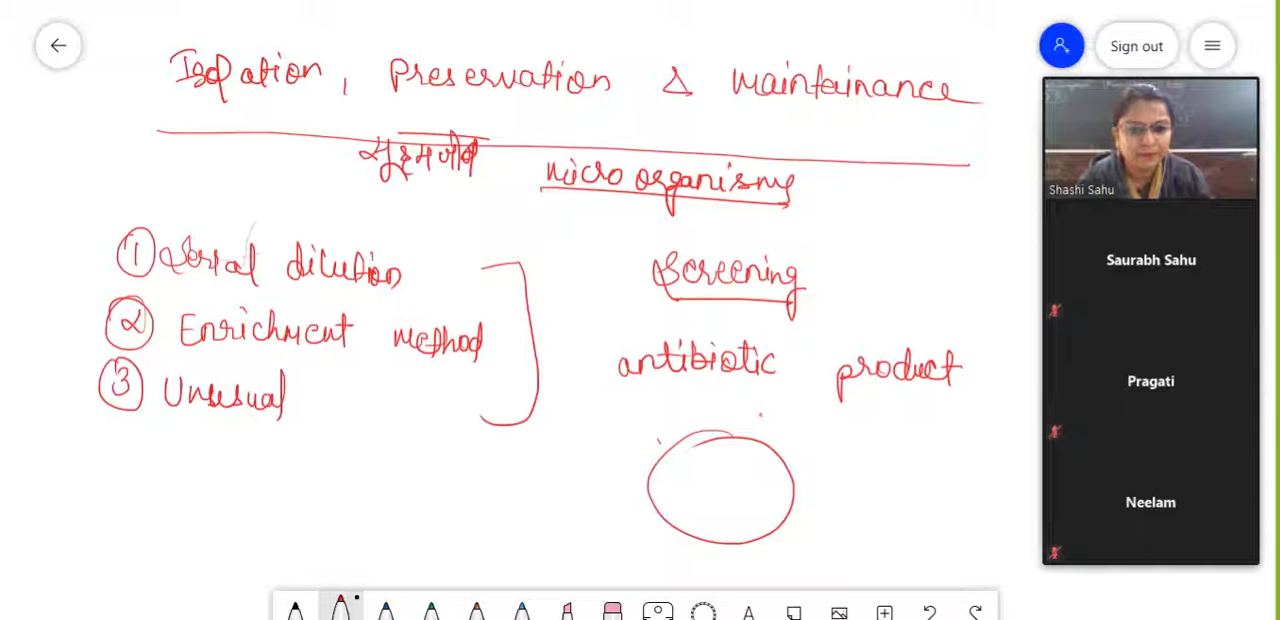 Sign out
Isolation, Preservation & maintainance
सूक्ष्मजीव
micro organisms
Shashi Sahu
① Serial dilution
Screening
Saurabh Sahu
② Enrichment method
antibiotic product
Pragati
③ Unusual
Neelam
A